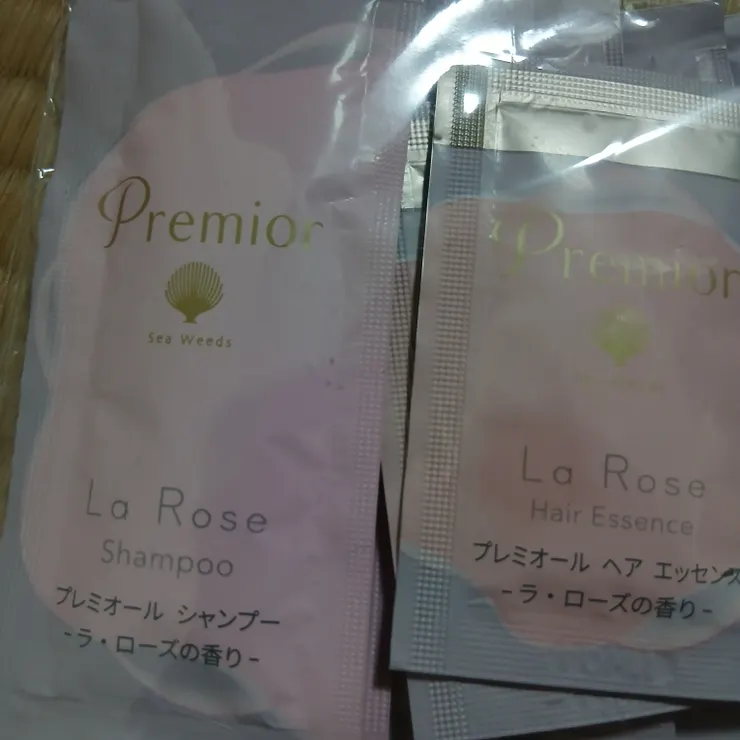 Premior
Sea Weeds
La Rose
Shampoo
プレミオール シャンプー
-ラ・ローズの香り-
Premior
La Rose
Hair Essence
プレミオール ヘア エッセンス
-ラ・ローズの香り-